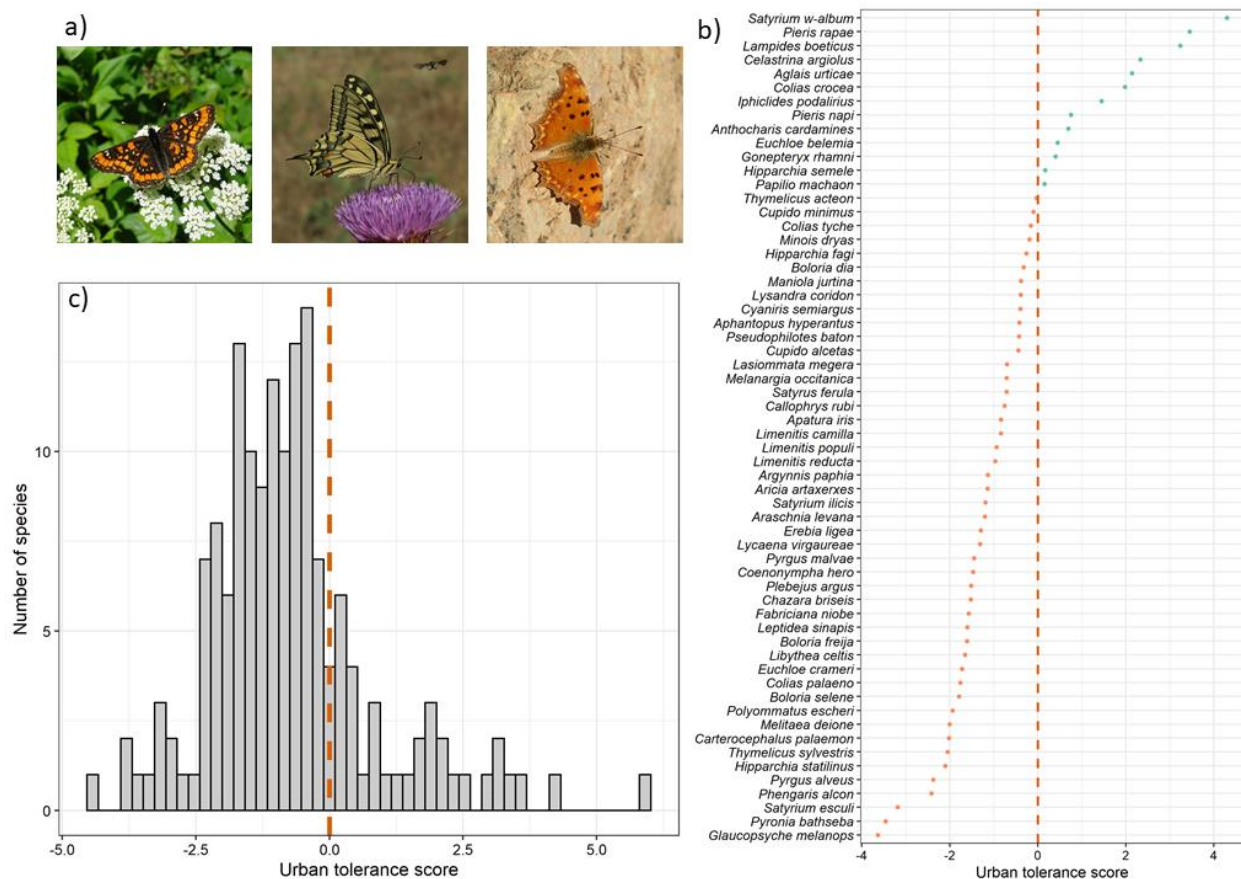 a)
b)
Satyrium w-album
Pieris rapae
Lampides boeticus
Celastrina argiolus
Aglais urticae
Colias crocea
Iphiclides podalirius
Pieris napi
Anthocharis cardamines
Euchloe belemia
Gonepteryx rhamni
Hipparchia semele
Papilio machaon
Thymelicus acteon
Cupido minimus
Colias tyche
Minois dryas
Hipparchia fagi
Boloria dia
Maniola jurtina
Lysandra coridon
Cyaniris semiargus
Aphantopus hyperantus
Pseudophilotes baton
Cupido alcetas
Lasiommata megera
Melanargia occitanica
Satyrus ferula
Callophrys rubi
Apatura iris
Limenitis camilla
Limenitis populi
Limenitis reducta
Argynnis paphia
Aricia artaxerxes
Satyrium ilicis
Araschnia levana
Erebia ligea
Lycaena virgaureae
Pyrgus malvae
Coenonympha hero
Plebejus argus
Chazara briseis
Fabriciana niobe
Leptidea sinapis
Boloria freija
Libythea celtis
Euchloe crameri
Colias palaeno
Boloria selene
Polyommatus escheri
Melitaea deione
Carterocephalus palaemon
Thymelicus sylvestris
Hipparchia statilinus
Pyrgus alveus
Phengaris alcon
Satyrium esculi
Pyronia bathseba
Glaucopsyche melanops
-4 -2 0 2 4
Urban tolerance score
c)
Number of species
10
5
0
-5.0 -2.5 0.0 2.5 5.0
Urban tolerance score